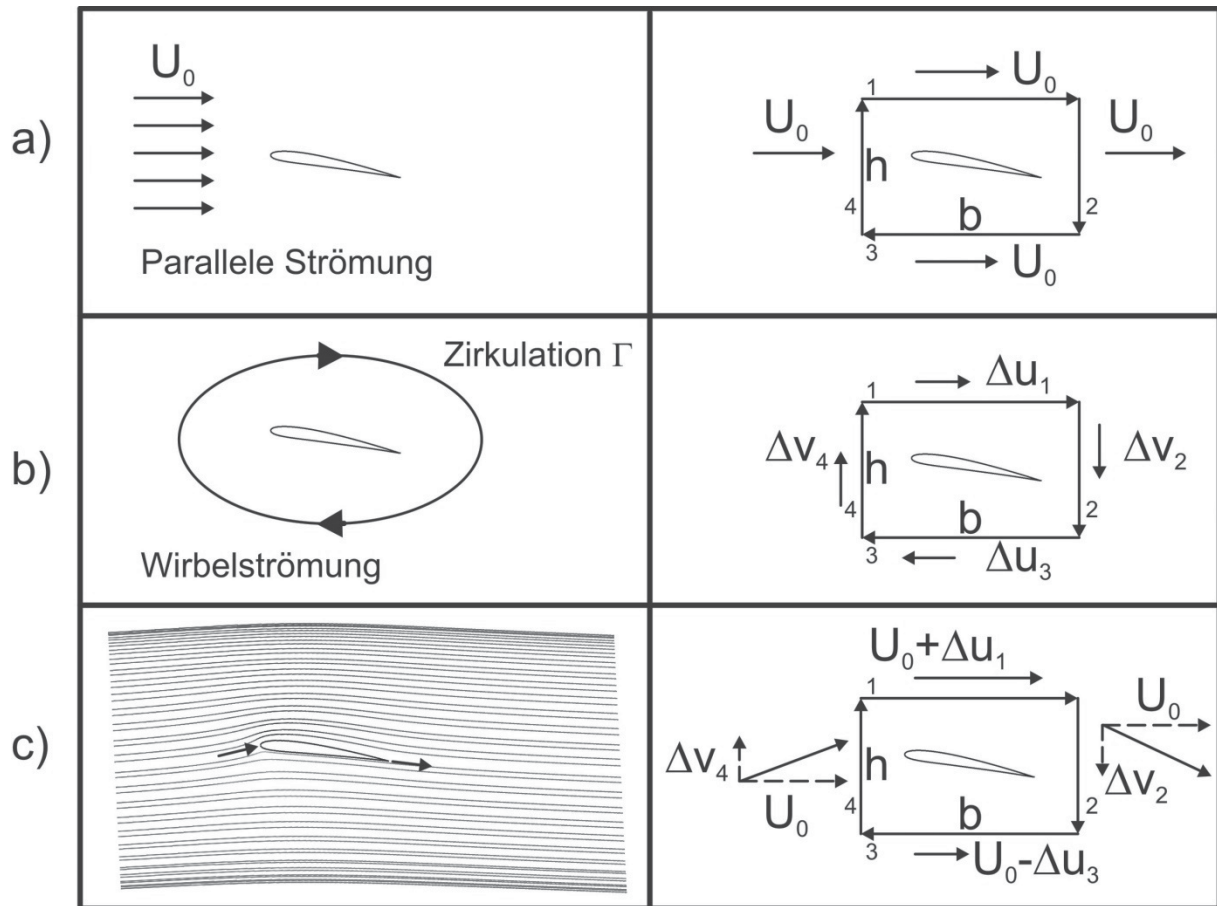 a)
U₀
Parallele Strömung
1
U₀
U₀
U₀
h
4
b
2
3
U₀
b)
Zirkulation Γ
Wirbelströmung
1
Δu₁
Δv₄
h
Δv₂
4
b
2
3
Δu₃
c)
U₀+Δu₁
1
U₀
Δv₄
h
Δv₂
U₀
4
b
2
3
U₀-Δu₃